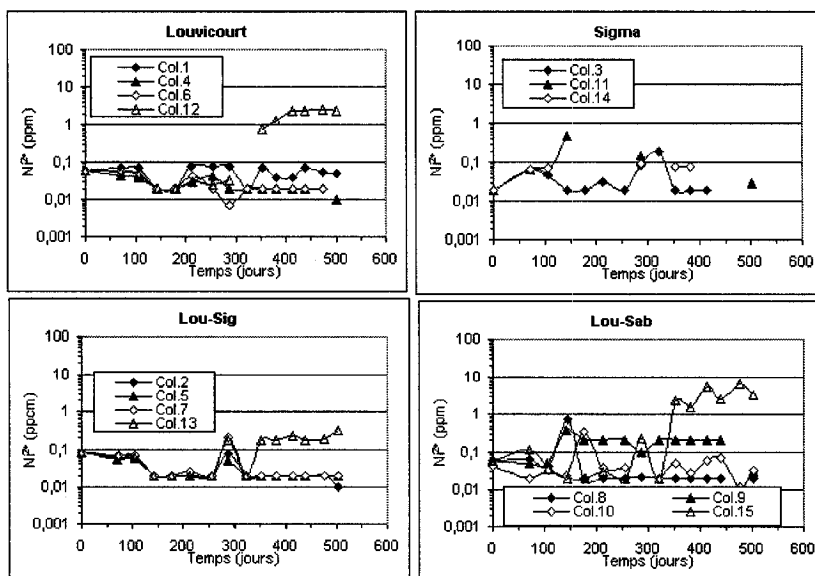 Louvicourt
Col.1
Col.4
Col.6
Col.12
Ni²⁺ (ppm)
100
10
1
0,1
0,01
0,001
0 100 200 300 400 500 600
Temps (jours)
Sigma
Col.3
Col.11
Col.14
Ni²⁺ (ppm)
100
10
1
0,1
0,01
0,001
0 100 200 300 400 500 600
Temps (jours)
Lou-Sig
Col.2
Col.5
Col.7
Col.13
Ni²⁺ (ppcm)
100
10
1
0,1
0,01
0,001
0 100 200 300 400 500 600
Temps (jours)
Lou-Sab
Ni²⁺ (ppm)
100
10
1
0,1
0,01
0,001
Col.8 Col.9
Col.10 Col.15
0 100 200 300 400 500 600
Temps (jours)